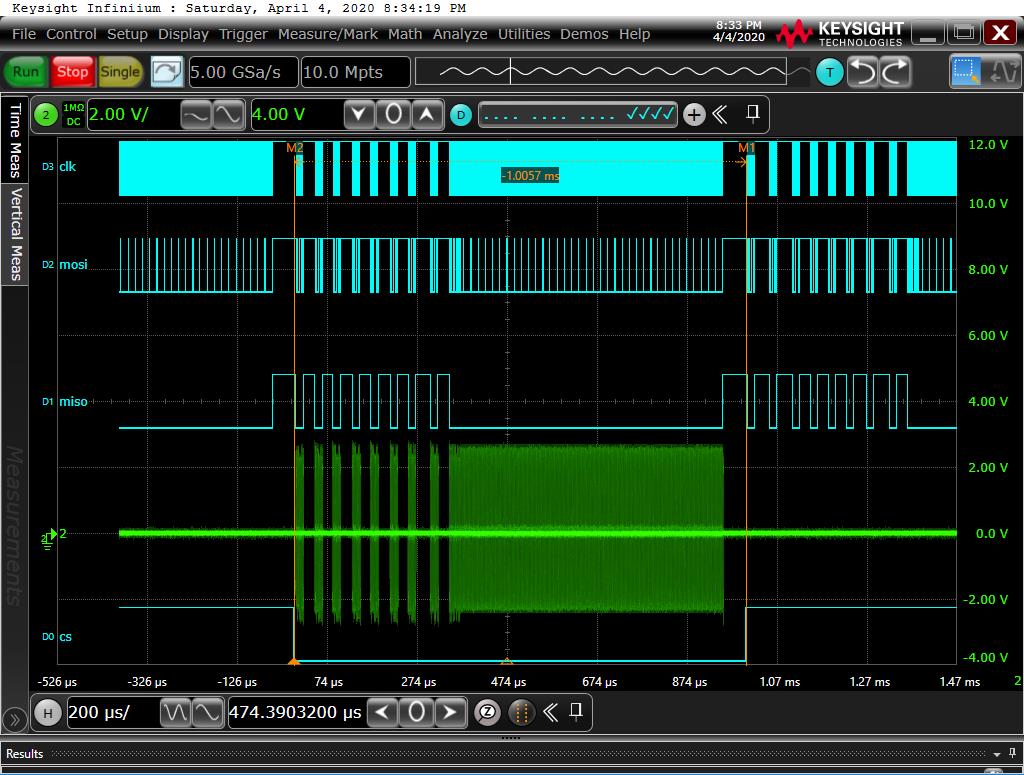 Keysight Infiniium : Saturday, April 4, 2020 8:34:19 PM
File Control Setup Display Trigger Measure/Mark Math Analyze Utilities Demos Help
8:33 PM
4/4/2020
KEYSIGHT
TECHNOLOGIES
X
Run Stop Single 5.00 GSa/s 10.0 Mpts T
2 1MΩ DC 2.00 V/ 4.00 V 0 D
Time Meas
Vertical Meas
Measurements
12.0 V
M2 M1
D3 clk
-1.0057 ms
10.0 V
D2 mosi
8.00 V
6.00 V
D1 miso
4.00 V
2.00 V
2 2
0.0 V
-2.00 V
D0 cs
-4.00 V
-526 µs -326 µs -126 µs 74 µs 274 µs 474 µs 674 µs 874 µs 1.07 ms 1.27 ms 1.47 ms 2
H 200 µs/ 474.3903200 µs 0 Z
Results